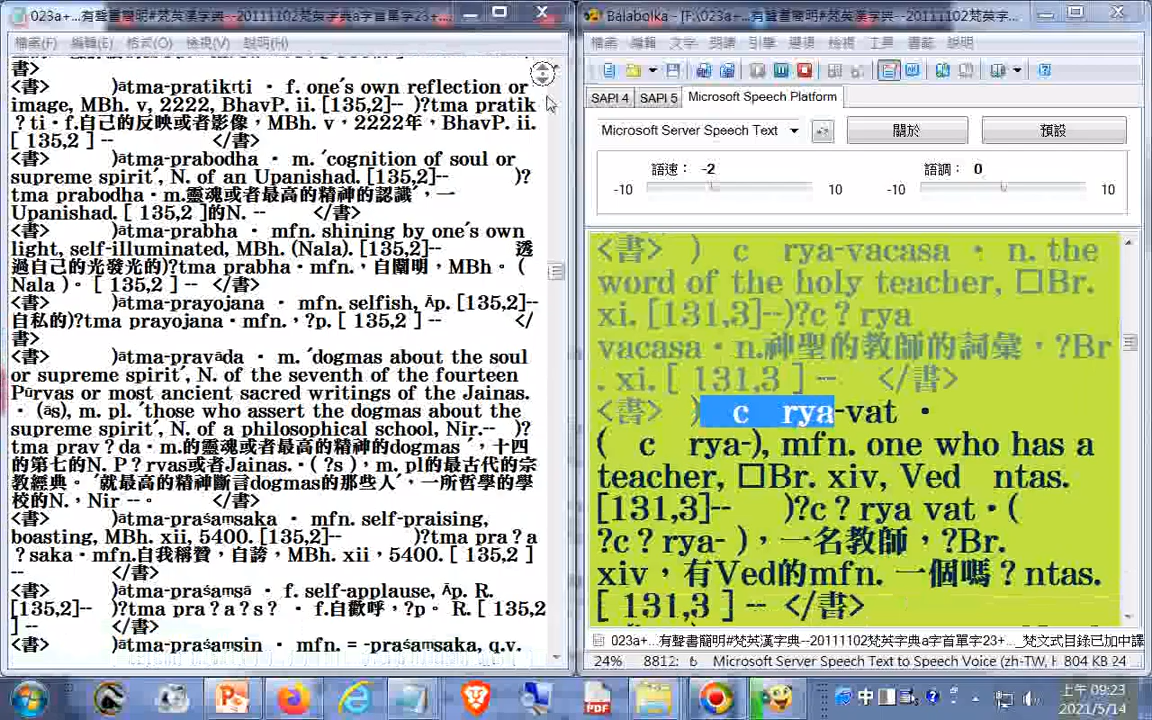 023a+...有聲書簡明#梵英漢字典--20111102梵英字典a字首單字23+...
檔案(F) 編輯(E) 格式(O) 檢視(V) 說明(H)
書>
<書> )ātma-pratikṛti ‧ f. one's own reflection or
image, MBh. v, 2222, BhavP. ii. [135,2]-- )?tma pratik
? ti‧f.自己的反映或者影像，MBh. v，2222年，BhavP. ii.
[ 135,2 ] -- </書>
<書> )ātma-prabodha ‧ m. ´cognition of soul or
supreme spirit´, N. of an Upanishad. [135,2]-- )?
tma prabodha‧m.靈魂或者最高的精神的認識´，一
Upanishad. [ 135,2 ]的N. -- </書>
<書> )ātma-prabha ‧ mfn. shining by one's own
light, self-illuminated, MBh. (Nala). [135,2]-- 透
過自己的光發光的)?tma prabha‧mfn.，自闡明，MBh。(
Nala )。[ 135,2 ] -- </書>
<書> )ātma-prayojana ‧ mfn. selfish, Āp. [135,2]--
自私的)?tma prayojana‧mfn.，?p. [ 135,2 ] -- </
書>
<書> )ātma-pravāda ‧ m. ´dogmas about the soul
or supreme spirit´, N. of the seventh of the fourteen
Pūrvas or most ancient sacred writings of the Jainas.
‧ (ās), m. pl. ´those who assert the dogmas about the
supreme spirit´, N. of a philosophical school, Nir.-- )?
tma prav ? da‧m.的靈魂或者最高的精神的dogmas ´，十四
的第七的N. P ? rvas或者Jainas.‧( ?s )，m. pl的最古代的宗
教經典。´就最高的精神斷言dogmas的那些人´，一所哲學的學
校的N.，Nir --。 </書>
<書> )ātma-praśaṃsaka ‧ mfn. self-praising,
boasting, MBh. xii, 5400. [135,2]-- )?tma pra?a
?saka‧mfn.自我稱贊，自誇，MBh. xii，5400. [ 135,2 ]
-- </書>
<書> )ātma-praśaṃsā ‧ f. self-applause, Āp. R.
[135,2]-- )?tma pra?a?s? ‧ f.自歡呼，?p。R. [ 135,2
] -- </書>
<書> )ātma-praśaṃsin ‧ mfn. = -praśaṃsaka, q.v.
Balabolka - [F:\023a+...有聲書簡明#梵英漢字典--20111102梵英字...
檔案 編輯 文字 朗讀 引擎 選項 檢視 工具 書籤 說明
SAPI 4 SAPI 5 Microsoft Speech Platform
Microsoft Server Speech Text 關於 預設
語速： -2 語調： 0
-10 10 -10 10
<書> ) c rya-vacasa ‧ n. the
word of the holy teacher, □Br.
xi. [131,3]--)?c ? rya
vacasa‧n.神聖的教師的詞彙，?Br
. xi. [ 131,3 ] -- </書>
<書> ) c rya-vat ‧
( c rya-), mfn. one who has a
teacher, □Br. xiv, Ved ntas.
[131,3]-- )?c ? rya vat‧(
?c ? rya- )，一名教師，?Br.
xiv，有Ved的mfn. 一個嗎？ntas.
[ 131,3 ] -- </書>
023a+...有聲書簡明#梵英漢字典--20111102梵英字典a字首單字23+..._梵文式目錄已加中譯
24% 8812: 6 Microsoft Server Speech Text to Speech Voice (zh-TW, H 804 KB 24
中
上午 09:23
2021/5/14